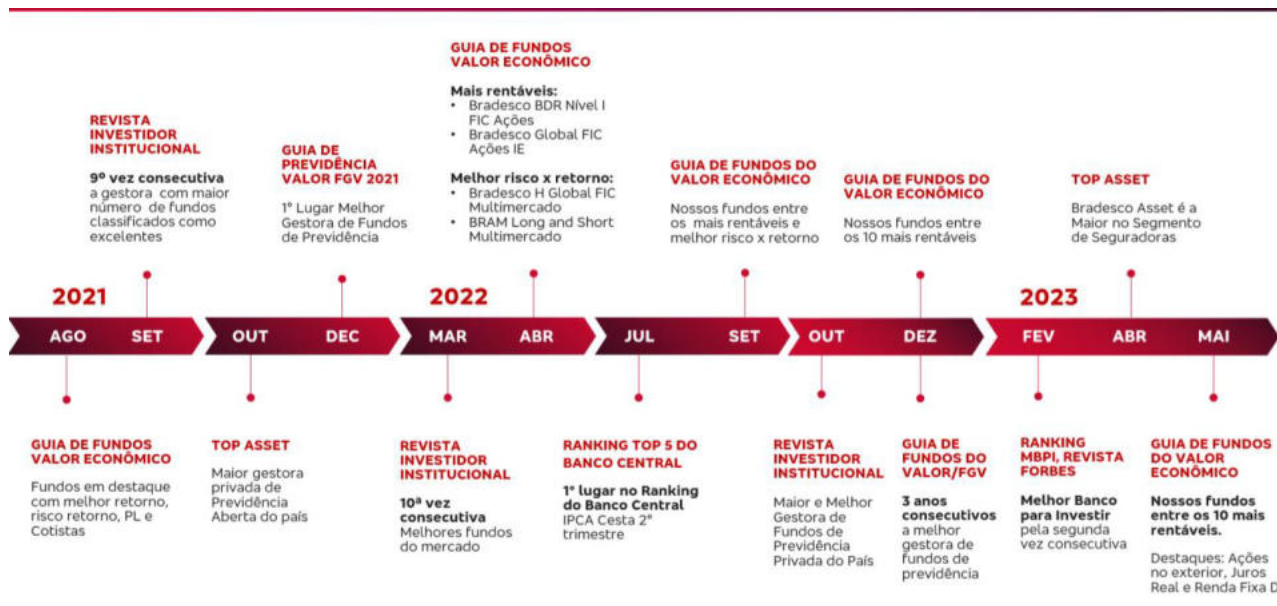 GUIA DE FUNDOS
VALOR ECONÔMICO
Mais rentáveis:
• Bradesco BDR Nível I
FIC Ações
• Bradesco Global FIC
Ações IE
Melhor risco x retorno:
• Bradesco H Global FIC
Multimercado
• BRAM Long and Short
Multimercado
REVISTA
INVESTIDOR
INSTITUCIONAL
9º vez consecutiva
a gestora com maior
número de fundos
classificados como
excelentes
GUIA DE
PREVIDÊNCIA
VALOR FGV 2021
1º Lugar Melhor
Gestora de Fundos
de Previdência
GUIA DE FUNDOS DO
VALOR ECONÔMICO
Nossos fundos entre
os mais rentáveis e
melhor risco x retorno
GUIA DE FUNDOS DO
VALOR ECONÔMICO
Nossos fundos entre
os 10 mais rentáveis
TOP ASSET
Bradesco Asset é a
Maior no Segmento
de Seguradoras
2021
2022
2023
AGO SET OUT DEC MAR ABR JUL SET OUT DEZ FEV ABR MAI
GUIA DE FUNDOS
VALOR ECONÔMICO
Fundos em destaque
com melhor retorno,
risco retorno, PL e
Cotistas
TOP ASSET
Maior gestora
privada de
Previdência
Aberta do país
REVISTA
INVESTIDOR
INSTITUCIONAL
10ª vez
consecutiva
Melhores fundos
do mercado
RANKING TOP 5 DO
BANCO CENTRAL
1º lugar no Ranking
do Banco Central
IPCA Cesta 2º
trimestre
REVISTA
INVESTIDOR
INSTITUCIONAL
Maior e Melhor
Gestora de
Fundos de
Previdência
Privada do País
GUIA DE
FUNDOS DO
VALOR/FGV
3 anos
consecutivos
a melhor
gestora de
fundos de
previdência
RANKING
MBPI, REVISTA
FORBES
Melhor Banco
para Investir
pela segunda
vez consecutiva
GUIA DE FUNDOS
DO VALOR
ECONÔMICO
Nossos fundos
entre os 10 mais
rentáveis.
Destaques: Ações
no exterior, Juros
Real e Renda Fixa D